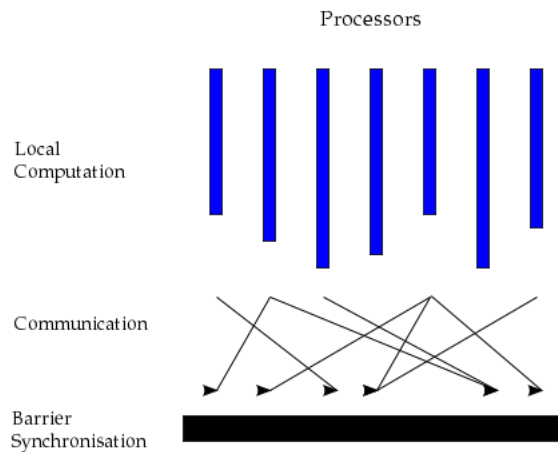 Processors
Local
Computation
Communication
Barrier
Synchronisation